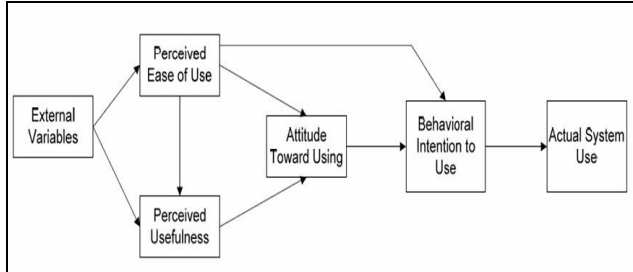 Perceived
Ease of Use
External
Variables
Attitude
Toward Using
Behavioral
Intention to
Use
Actual System
Use
Perceived
Usefulness